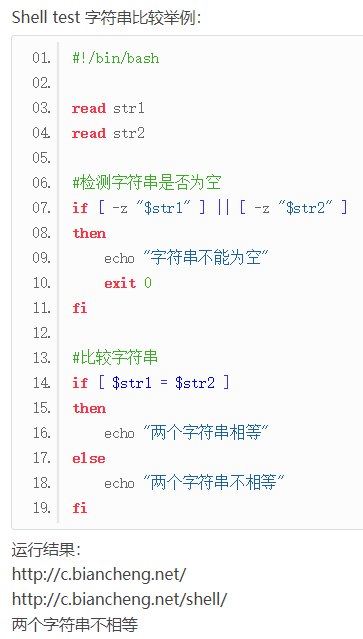 Shell test 字符串比较举例：
01. #!/bin/bash
02.
03. read str1
04. read str2
05.
06. #检测字符串是否为空
07. if [ -z "$str1" ] || [ -z "$str2" ]
08. then
09.     echo "字符串不能为空"
10.     exit 0
11. fi
12.
13. #比较字符串
14. if [ $str1 = $str2 ]
15. then
16.     echo "两个字符串相等"
17. else
18.     echo "两个字符串不相等"
19. fi
运行结果：
http://c.biancheng.net/
http://c.biancheng.net/shell/
两个字符串不相等